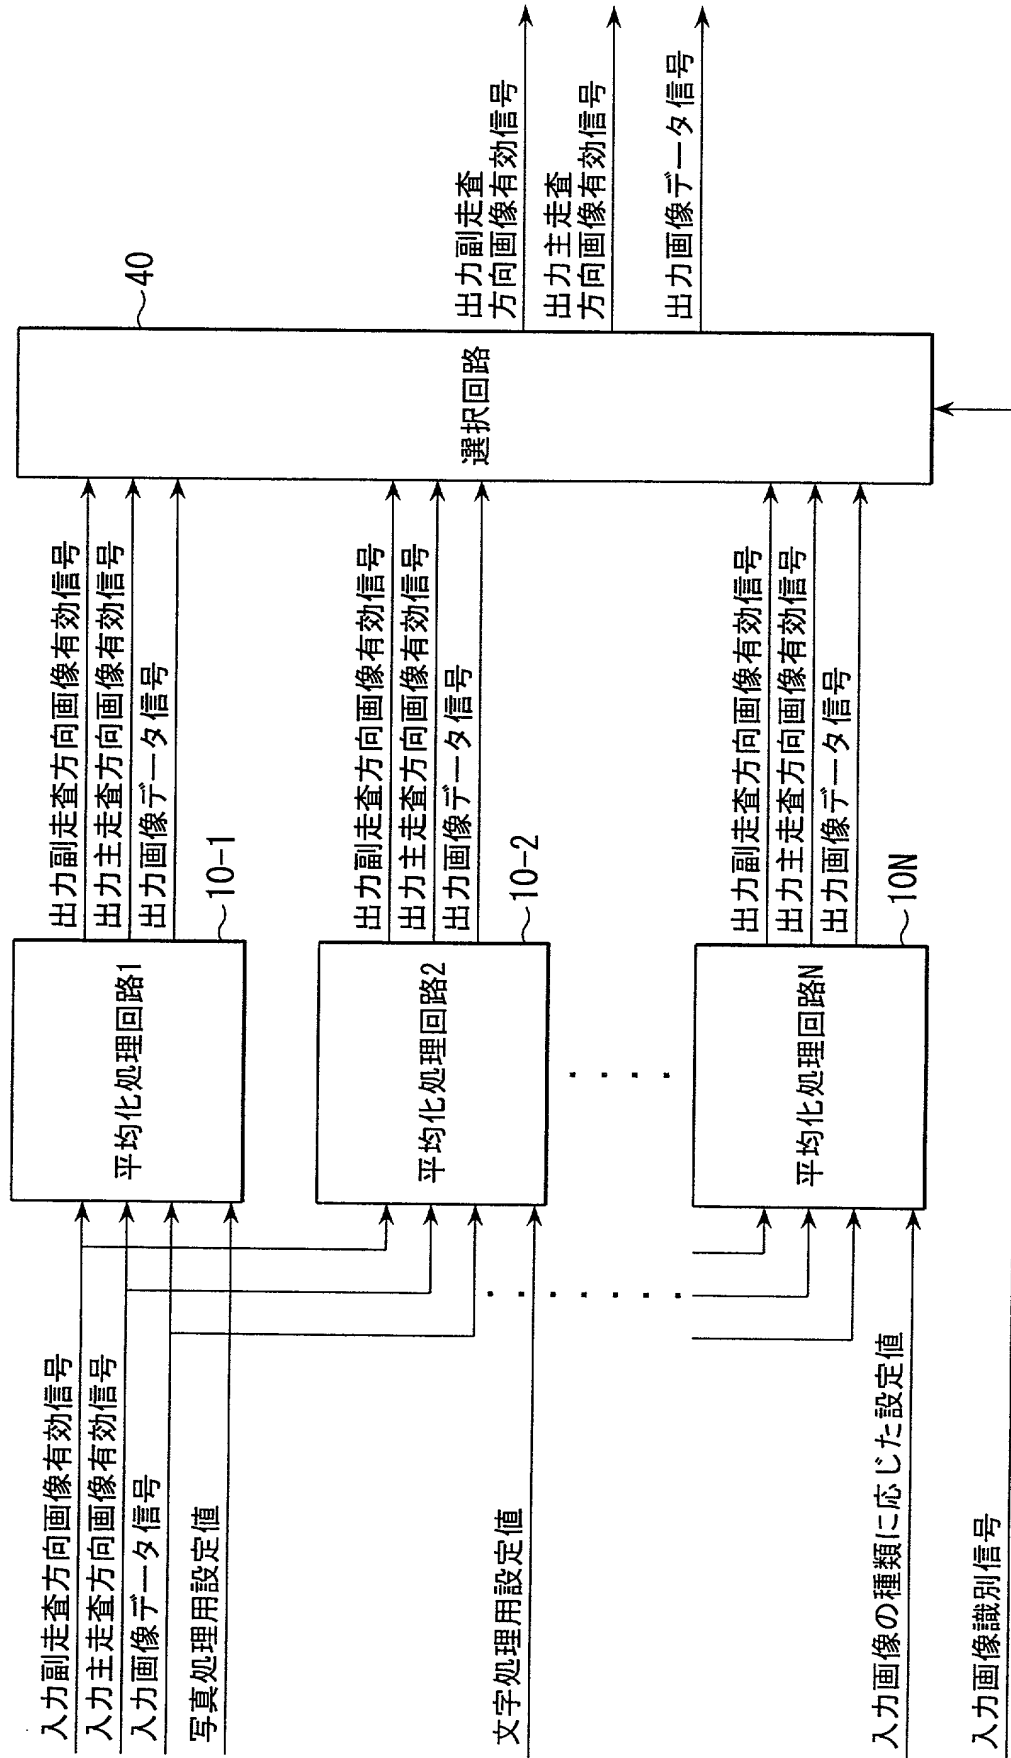 入力副走査方向画像有効信号
入力主走査方向画像有効信号
入力画像データ信号
写真処理用設定値
平均化処理回路1
10-1
出力副走査方向画像有効信号
出力主走査方向画像有効信号
出力画像データ信号
文字処理用設定値
平均化処理回路2
10-2
出力副走査方向画像有効信号
出力主走査方向画像有効信号
出力画像データ信号
入力画像の種類に応じた設定値
平均化処理回路N
10N
出力副走査方向画像有効信号
出力主走査方向画像有効信号
出力画像データ信号
入力画像識別信号
選択回路
40
出力副走査
方向画像有効信号
出力主走査
方向画像有効信号
出力画像データ信号